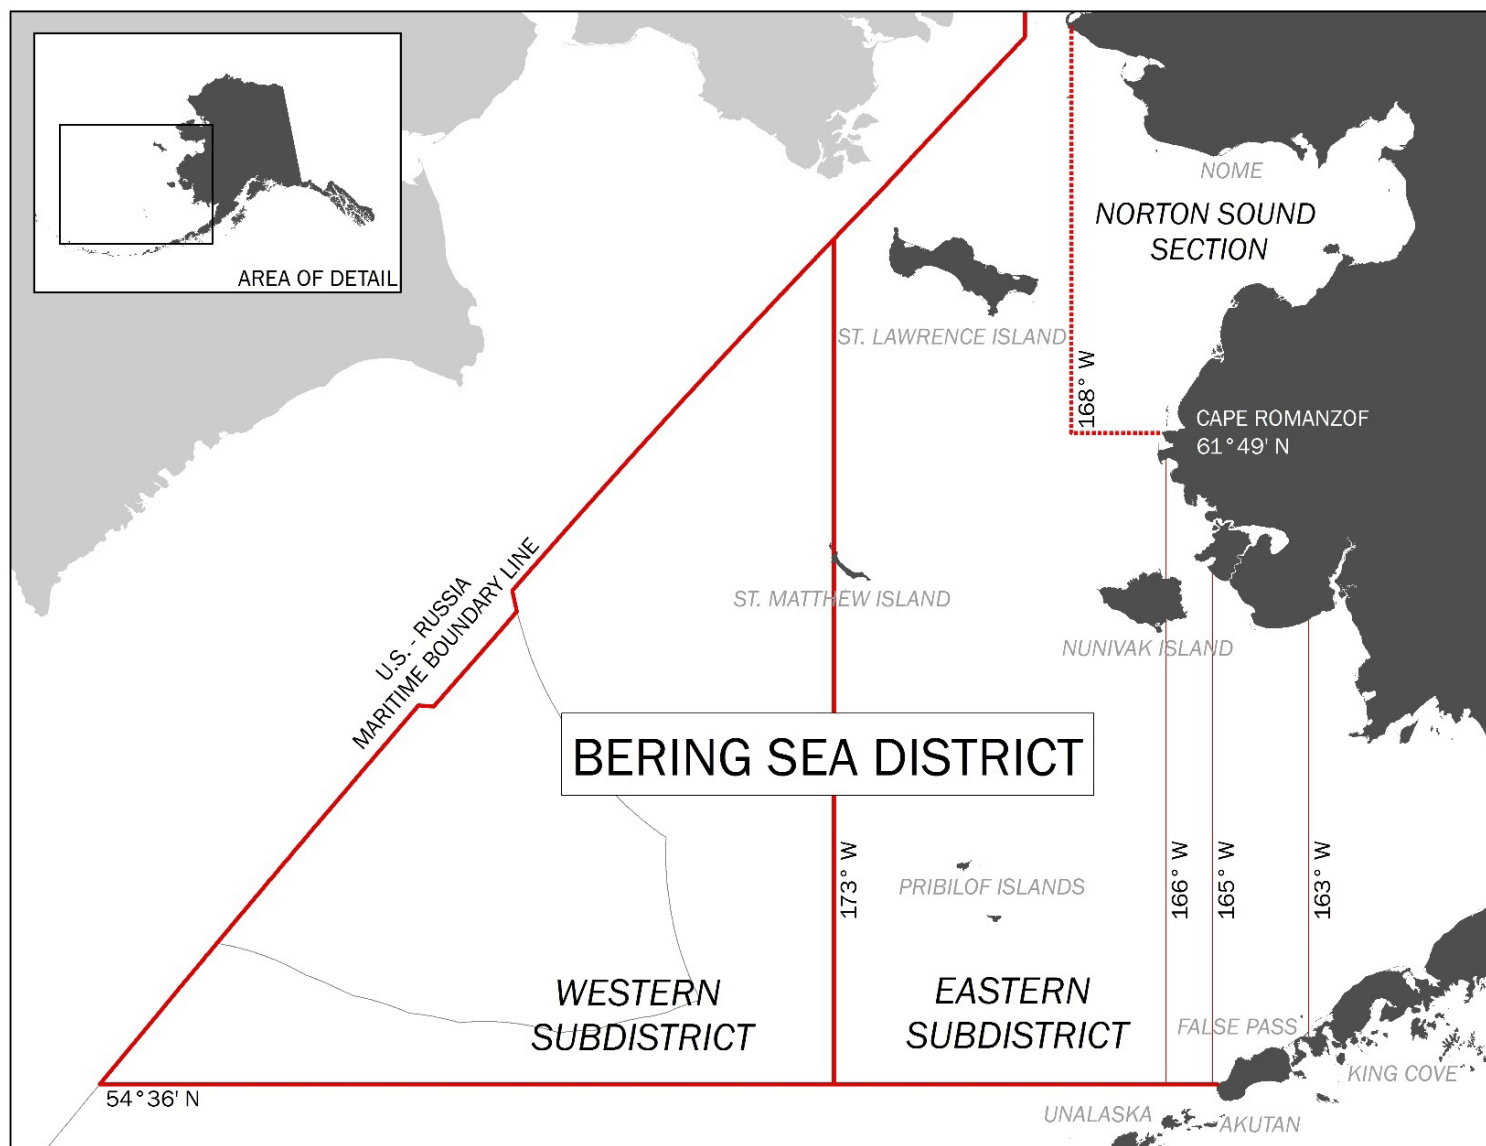 AREA OF DETAIL
NOME
NORTON SOUND
SECTION
ST. LAWRENCE ISLAND
168° W
CAPE ROMANZOF
61°49' N
U.S. - RUSSIA
MARITIME BOUNDARY LINE
ST. MATTHEW ISLAND
NUNIVAK ISLAND
BERING SEA DISTRICT
173° W
PRIBILOF ISLANDS
166° W
165° W
163° W
WESTERN
SUBDISTRICT
EASTERN
SUBDISTRICT
FALSE PASS
KING COVE
54°36' N
UNALASKA
AKUTAN